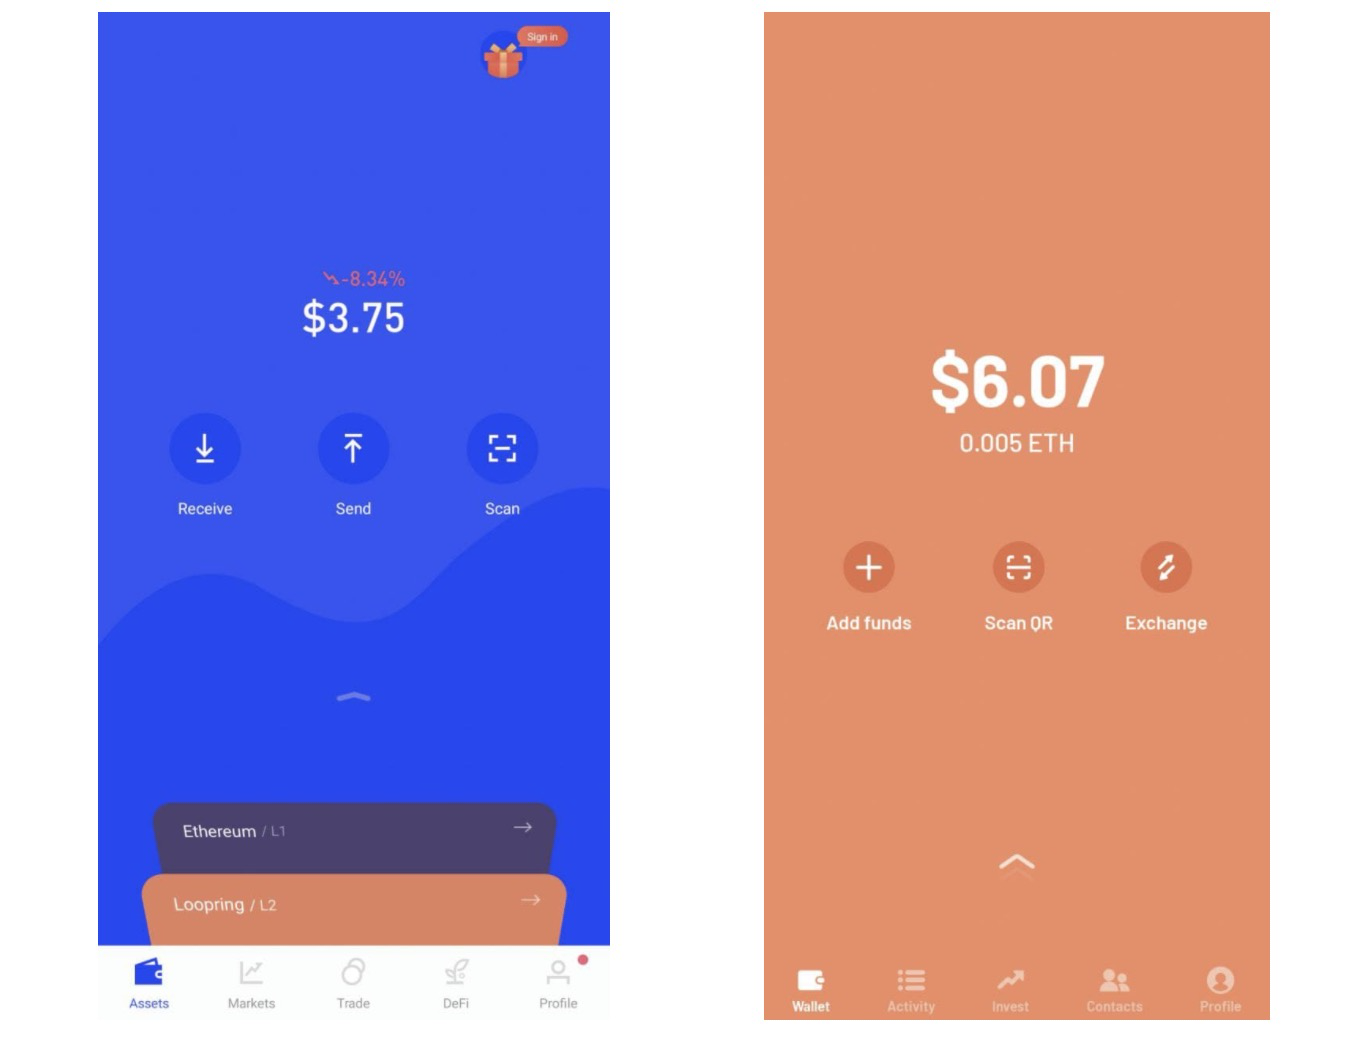 Sign in
-8.34%
$3.75
Receive Send Scan
Ethereum / L1
Loopring / L2
Assets Markets Trade DeFi Profile
$6.07
0.005 ETH
Add funds Scan QR Exchange
Wallet Activity Invest Contacts Profile